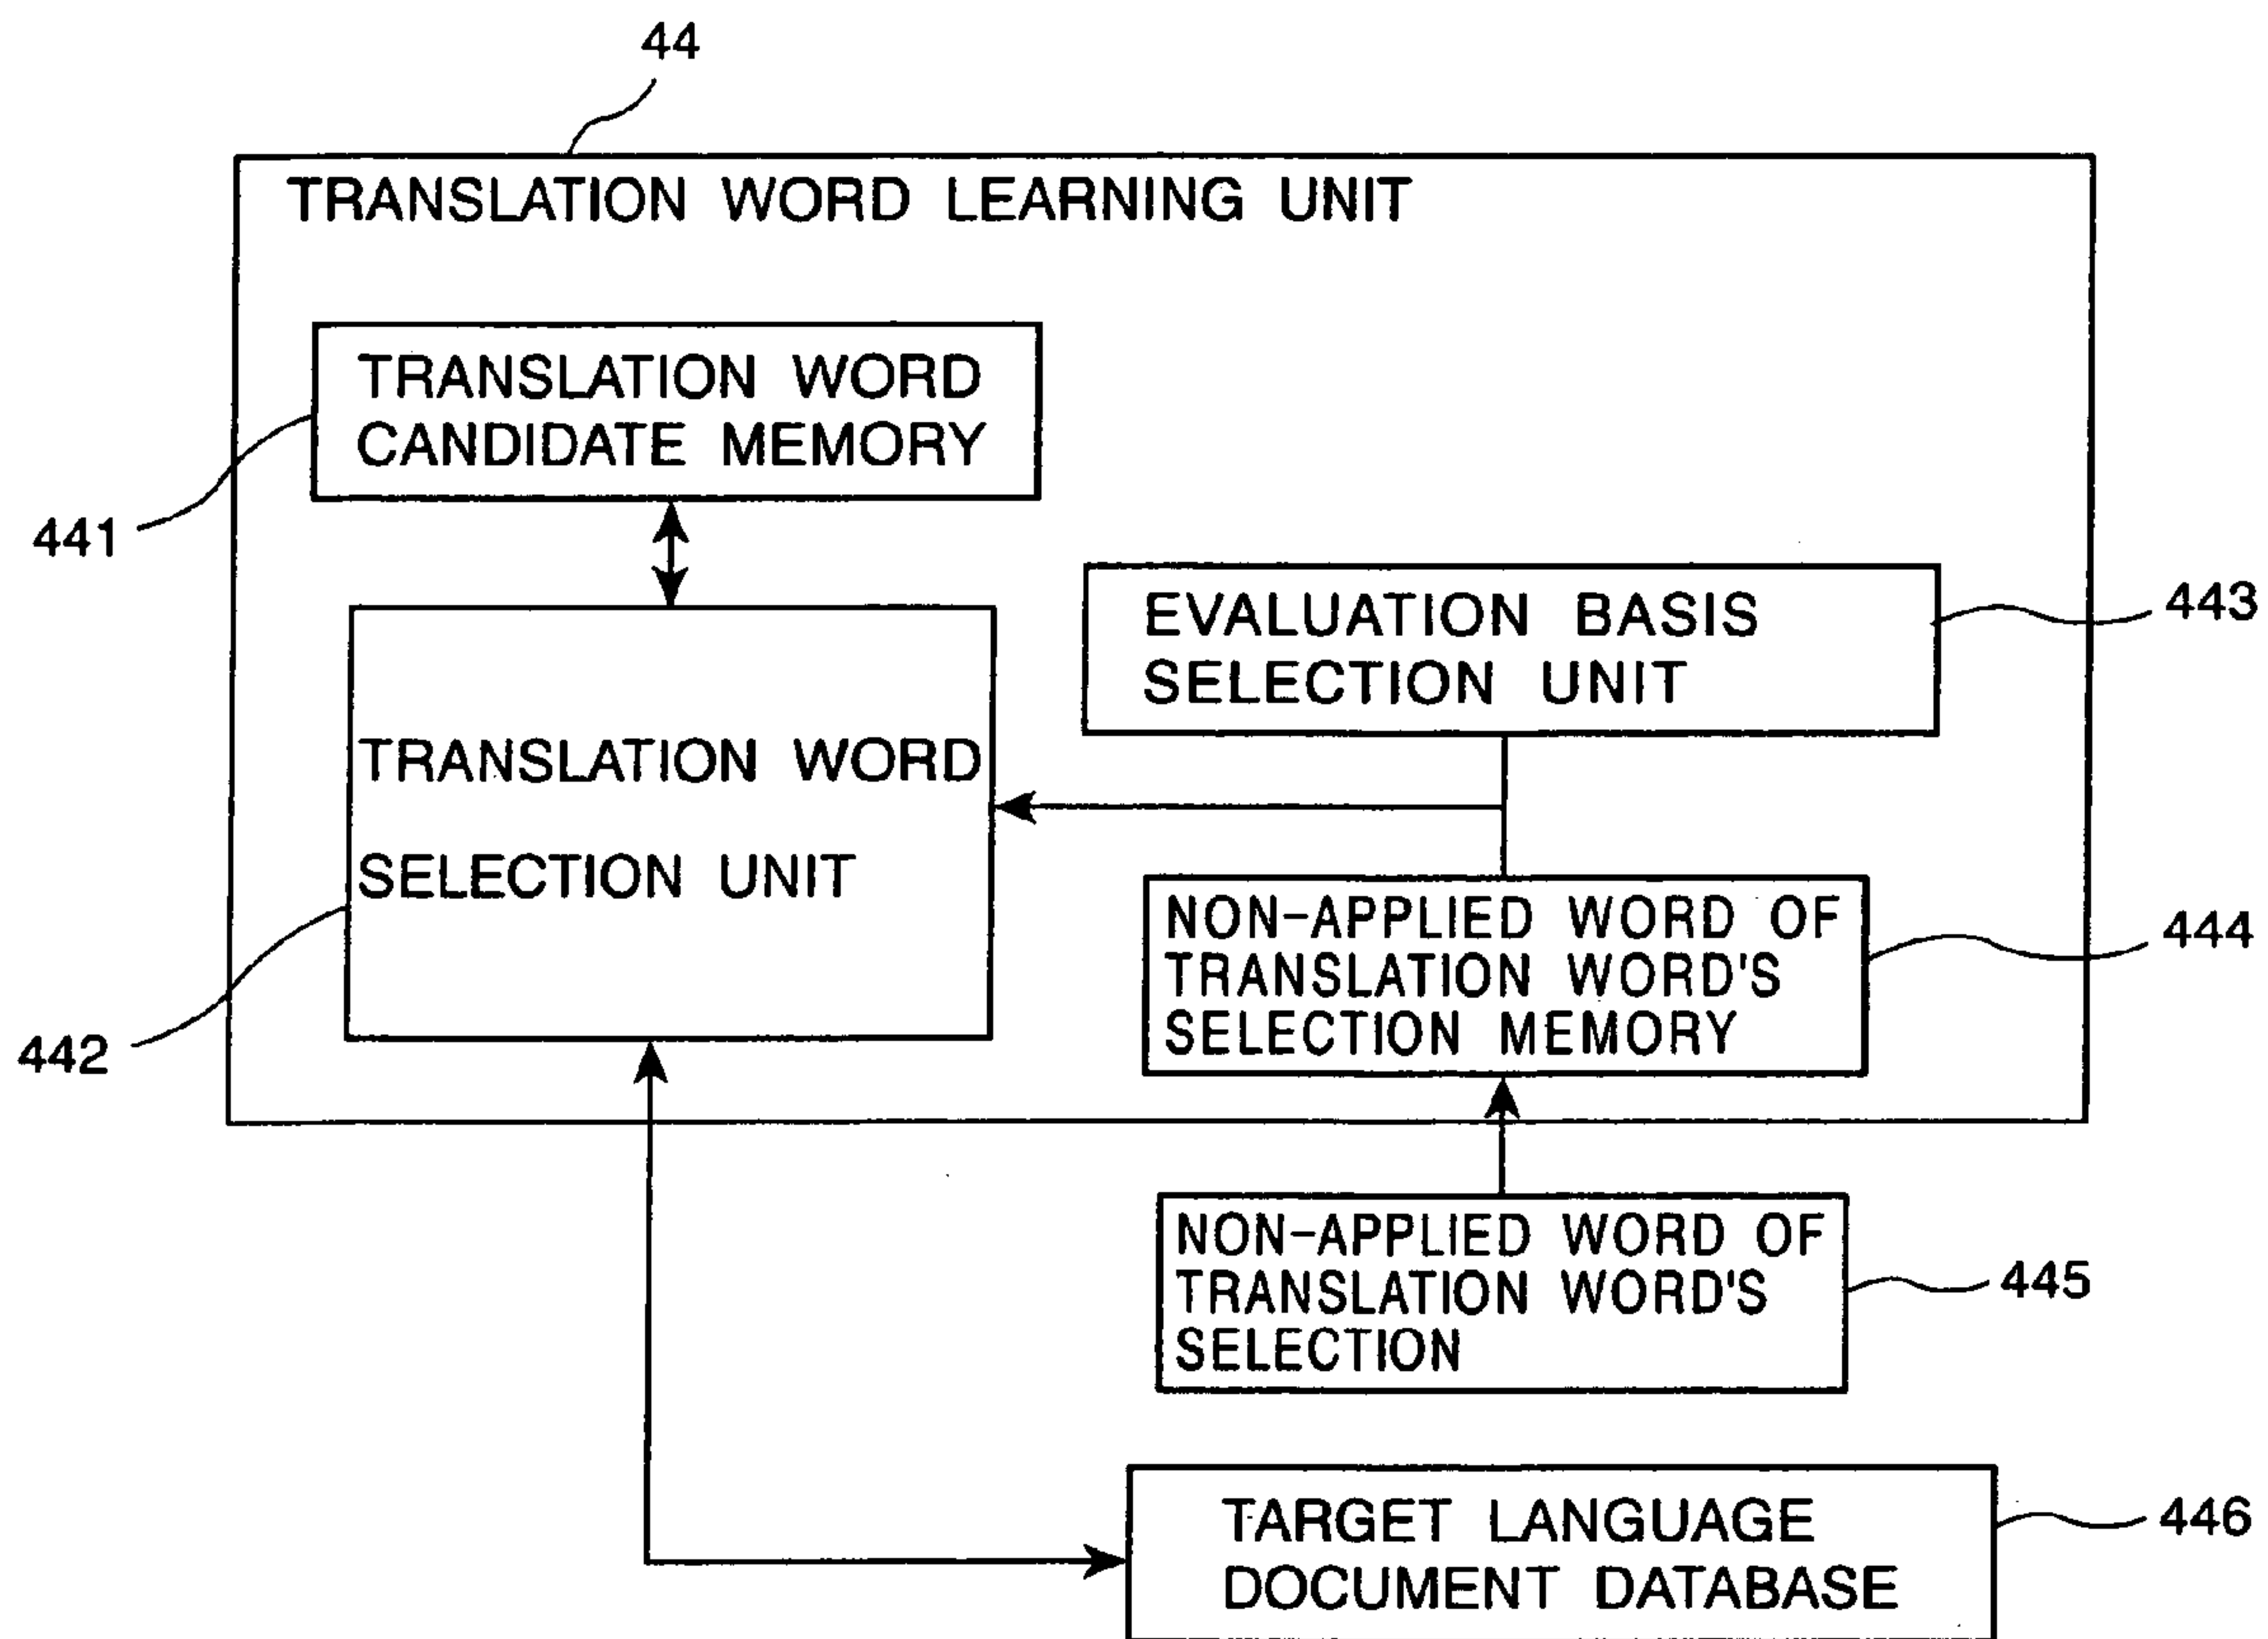 44
TRANSLATION WORD LEARNING UNIT
TRANSLATION WORD
CANDIDATE MEMORY
441
EVALUATION BASIS
SELECTION UNIT
443
TRANSLATION WORD
SELECTION UNIT
442
NON-APPLIED WORD OF
TRANSLATION WORD'S
SELECTION MEMORY
444
NON-APPLIED WORD OF
TRANSLATION WORD'S
SELECTION
445
TARGET LANGUAGE
DOCUMENT DATABASE
446